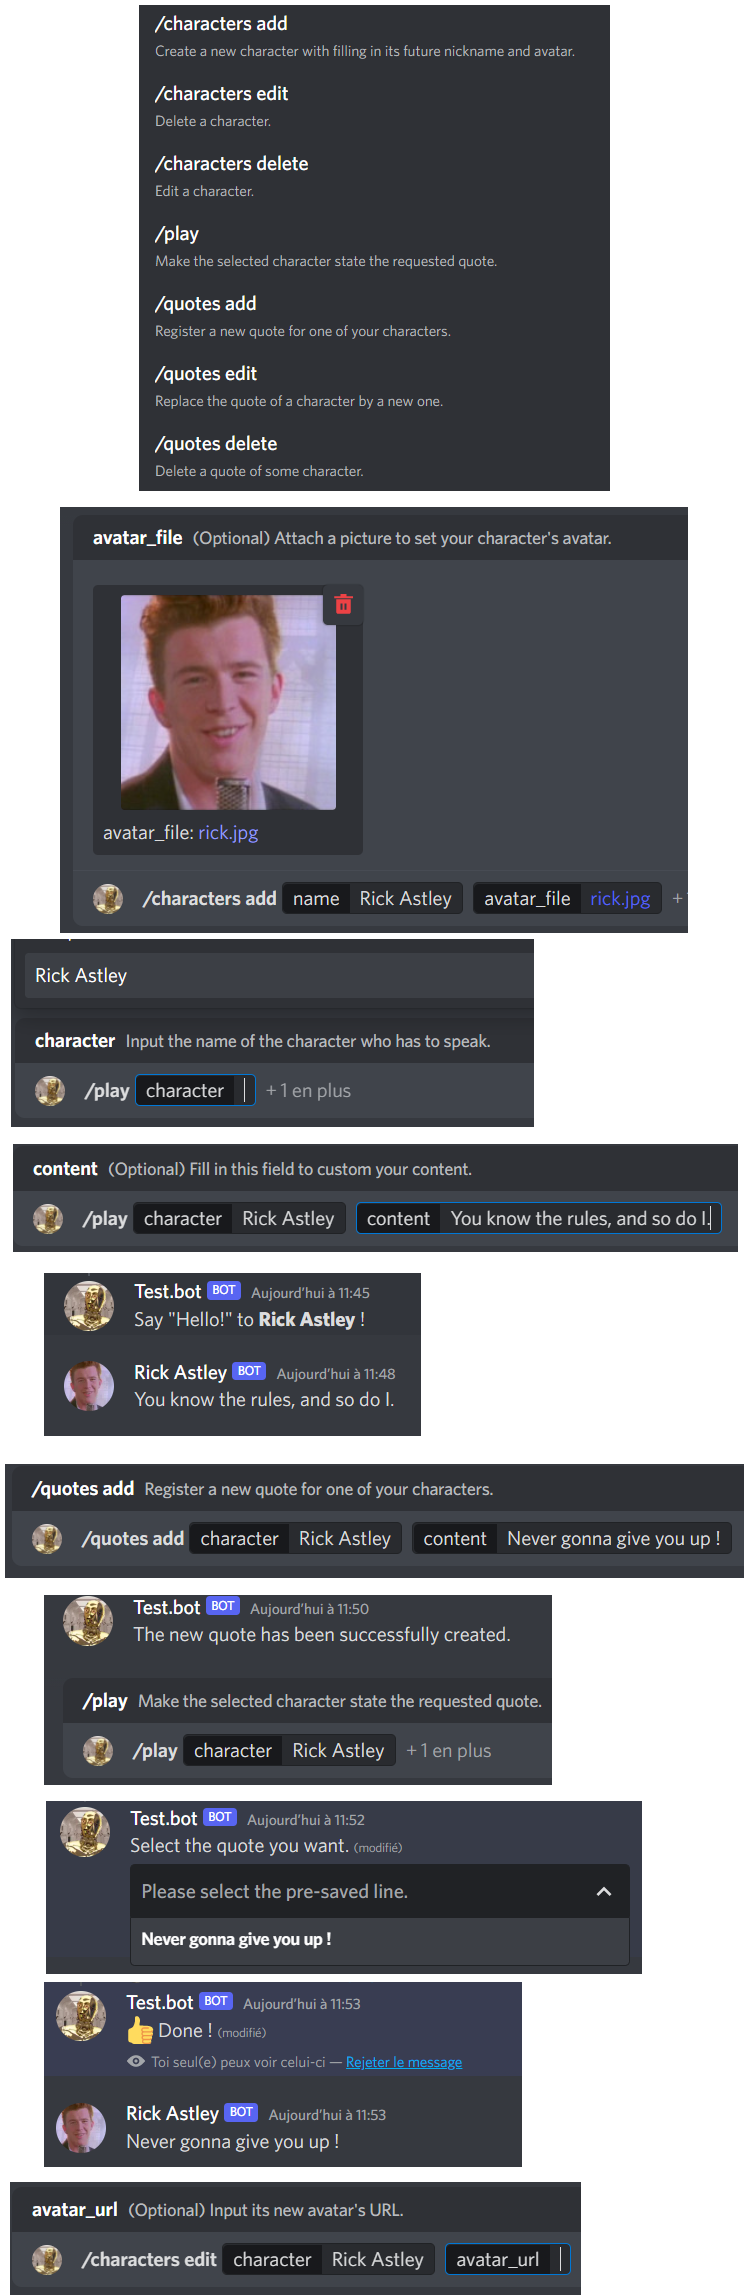 /characters add
Create a new character with filling in its future nickname and avatar.
/characters edit
Delete a character.
/characters delete
Edit a character.
/play
Make the selected character state the requested quote.
/quotes add
Register a new quote for one of your characters.
/quotes edit
Replace the quote of a character by a new one.
/quotes delete
Delete a quote of some character.
avatar_file (Optional) Attach a picture to set your character's avatar.
avatar_file: rick.jpg
/characters add name Rick Astley avatar_file rick.jpg +
Rick Astley
character Input the name of the character who has to speak.
/play character +1 en plus
content (Optional) Fill in this field to custom your content.
/play character Rick Astley content You know the rules, and so do I.
Test.bot BOT Aujourd'hui à 11:45
Say "Hello!" to Rick Astley !
Rick Astley BOT Aujourd'hui à 11:48
You know the rules, and so do I.
/quotes add Register a new quote for one of your characters.
/quotes add character Rick Astley content Never gonna give you up !
Test.bot BOT Aujourd'hui à 11:50
The new quote has been successfully created.
/play Make the selected character state the requested quote.
/play character Rick Astley +1 en plus
Test.bot BOT Aujourd'hui à 11:52
Select the quote you want. (modifié)
Please select the pre-saved line.
Never gonna give you up !
Test.bot BOT Aujourd'hui à 11:53
Done ! (modifié)
Toi seul(e) peux voir celui-ci — Rejeter le message
Rick Astley BOT Aujourd'hui à 11:53
Never gonna give you up !
avatar_url (Optional) Input its new avatar's URL.
/characters edit character Rick Astley avatar_url